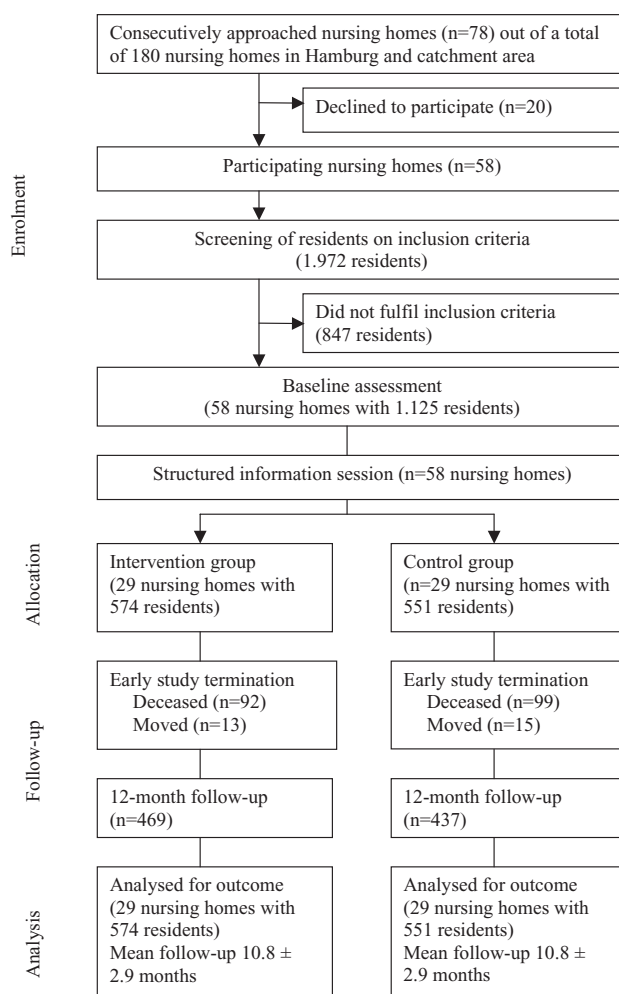 Consecutively approached nursing homes (n=78) out of a total
of 180 nursing homes in Hamburg and catchment area
Declined to participate (n=20)
Enrolment
Participating nursing homes (n=58)
Screening of residents on inclusion criteria
(1.972 residents)
Did not fulfil inclusion criteria
(847 residents)
Baseline assessment
(58 nursing homes with 1.125 residents)
Structured information session (n=58 nursing homes)
Allocation
Intervention group
(29 nursing homes with
574 residents)
Control group
(n=29 nursing homes with
551 residents)
Follow-up
Early study termination
Deceased (n=92)
Moved (n=13)
Early study termination
Deceased (n=99)
Moved (n=15)
12-month follow-up
(n=469)
12-month follow-up
(n=437)
Analysis
Analysed for outcome
(29 nursing homes with
574 residents)
Mean follow-up 10.8 ±
2.9 months
Analysed for outcome
(29 nursing homes with
551 residents)
Mean follow-up 10.8 ±
2.9 months